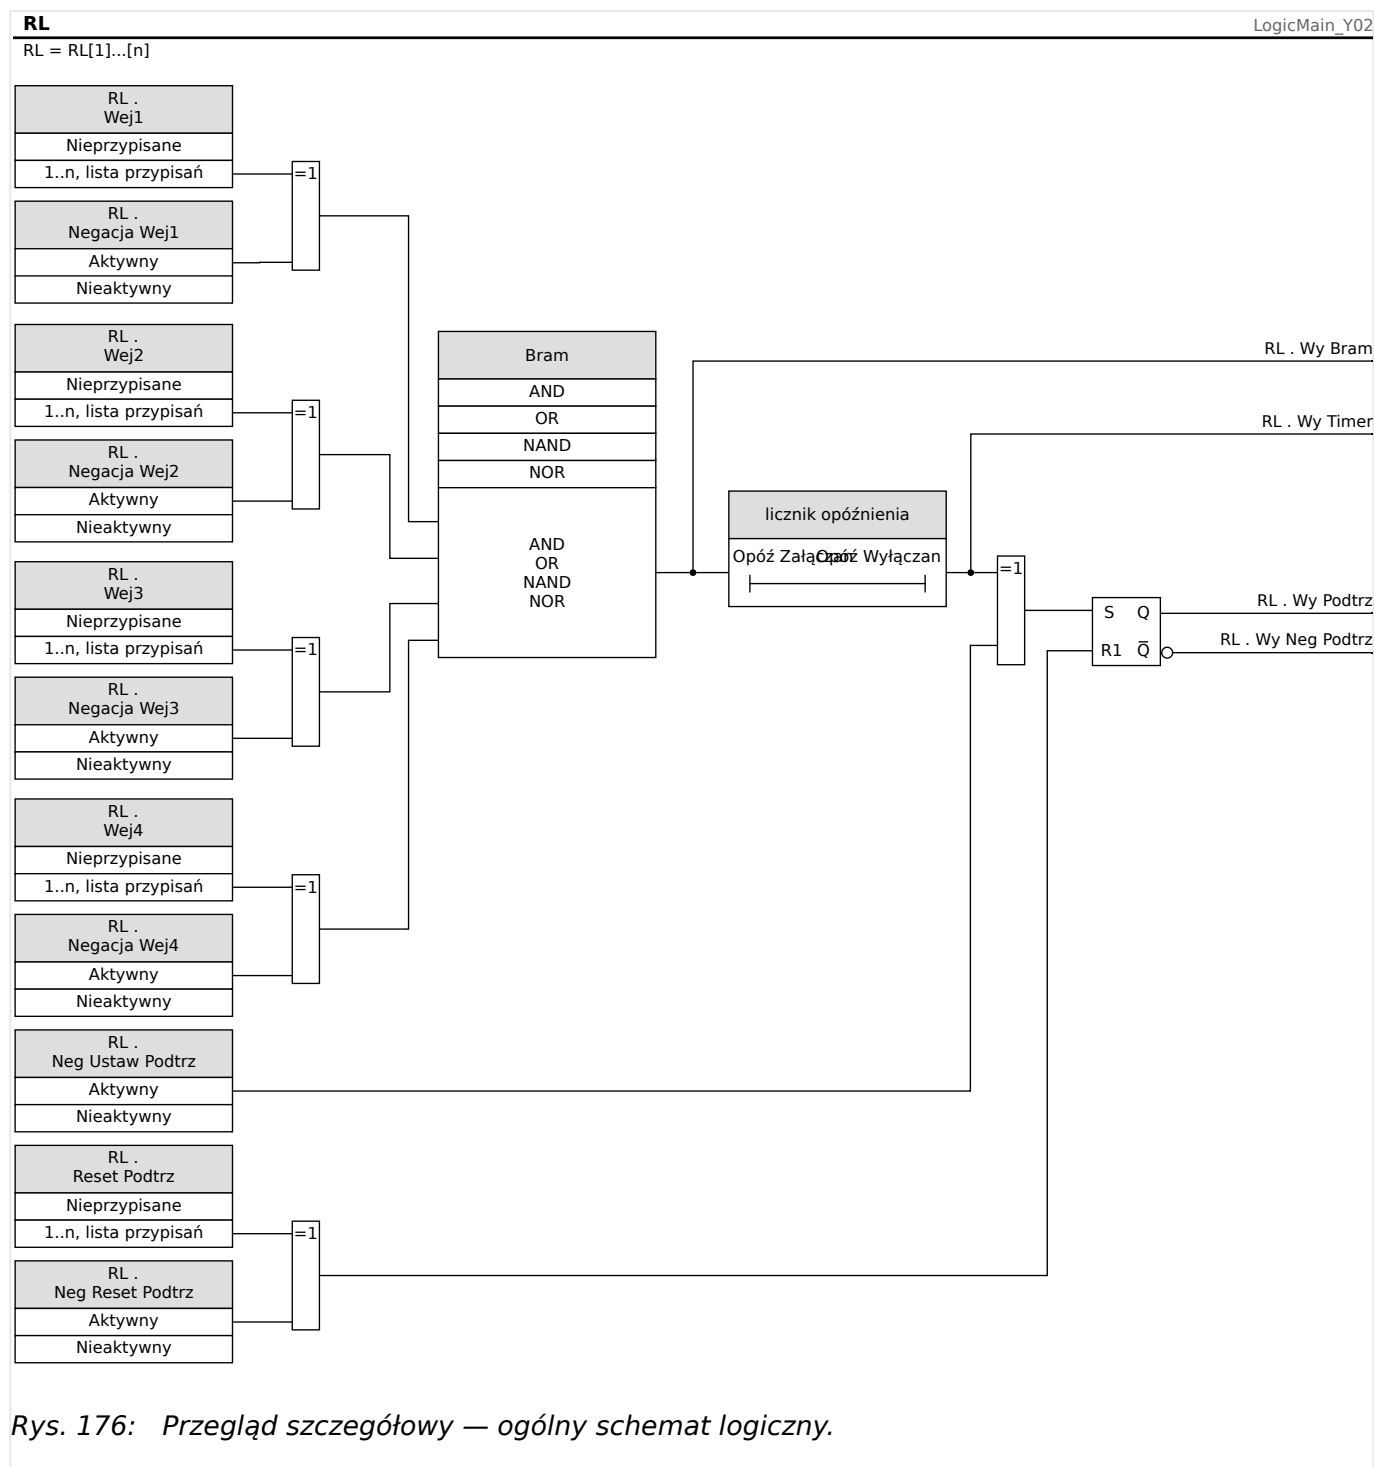 RL
LogicMain_Y02
RL = RL[1]...[n]
RL .
Wej1
Nieprzypisane
1..n, lista przypisań
=1
RL .
Negacja Wej1
Aktywny
Nieaktywny
RL .
Wej2
Nieprzypisane
1..n, lista przypisań
=1
RL .
Negacja Wej2
Aktywny
Nieaktywny
RL .
Wej3
Nieprzypisane
1..n, lista przypisań
=1
RL .
Negacja Wej3
Aktywny
Nieaktywny
RL .
Wej4
Nieprzypisane
1..n, lista przypisań
=1
RL .
Negacja Wej4
Aktywny
Nieaktywny
RL .
Neg Ustaw Podtrz
Aktywny
Nieaktywny
RL .
Reset Podtrz
Nieprzypisane
1..n, lista przypisań
=1
RL .
Neg Reset Podtrz
Aktywny
Nieaktywny
Bram
AND
OR
NAND
NOR
AND
OR
NAND
NOR
licznik opóźnienia
Opóź Załączan
Opóź Wyłączan
=1
S Q
R1 Q̅
RL . Wy Bram
RL . Wy Timer
RL . Wy Podtrz
RL . Wy Neg Podtrz
Rys. 176: Przegląd szczegółowy — ogólny schemat logiczny.